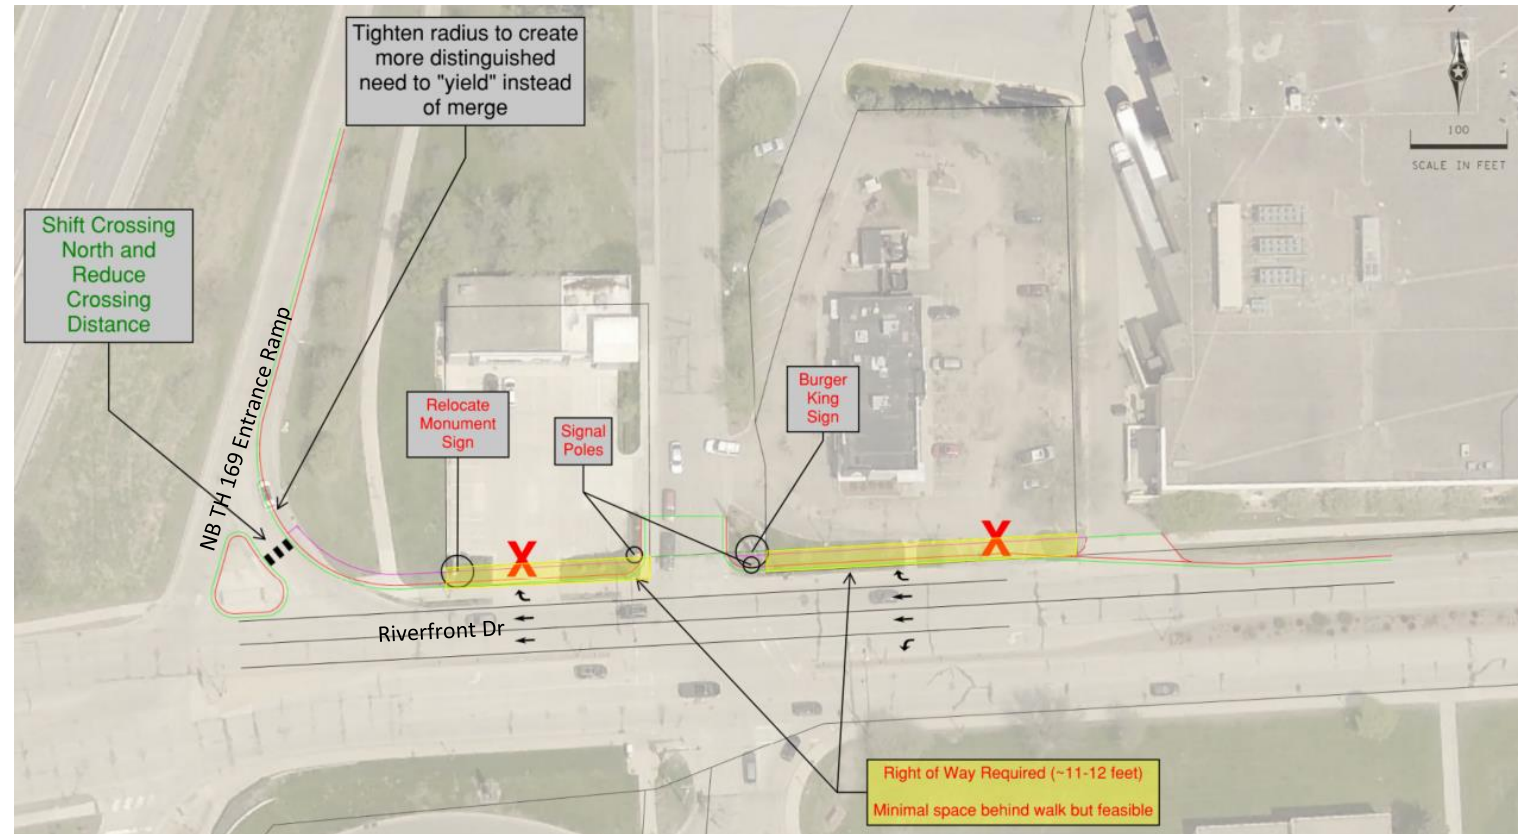 Tighten radius to create
more distinguished
need to "yield" instead
of merge
100
SCALE IN FEET
Shift Crossing
North and
Reduce
Crossing
Distance
NB TH 169 Entrance Ramp
Relocate
Monument
Sign
Signal
Poles
Burger
King
Sign
X
X
Riverfront Dr
Right of Way Required (~11-12 feet)
Minimal space behind walk but feasible